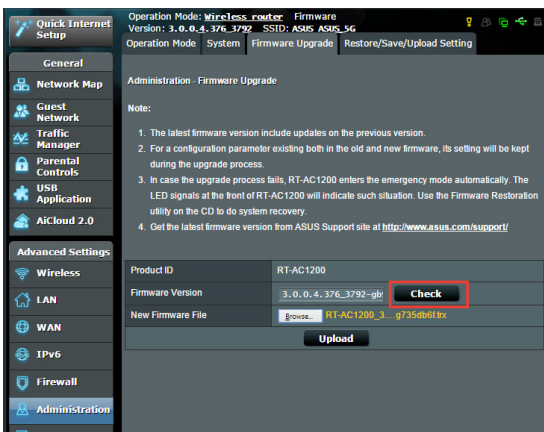 Quick Internet
Setup
Operation Mode: Wireless router Firmware
Version: 3.0.0.4.376_3792 SSID: ASUS ASUS_5G
Operation Mode System Firmware Upgrade Restore/Save/Upload Setting
General
Network Map
Guest
Network
Traffic
Manager
Parental
Controls
USB
Application
AiCloud 2.0
Advanced Settings
Wireless
LAN
WAN
IPv6
Firewall
Administration
Administration - Firmware Upgrade
Note:
1. The latest firmware version include updates on the previous version.
2. For a configuration parameter existing both in the old and new firmware, its setting will be kept
during the upgrade process.
3. In case the upgrade process fails, RT-AC1200 enters the emergency mode automatically. The
LED signals at the front of RT-AC1200 will indicate such situation. Use the Firmware Restoration
utility on the CD to do system recovery.
4. Get the latest firmware version from ASUS Support site at http://www.asus.com/support/
Product ID RT-AC1200
Firmware Version 3.0.0.4.376_3792-gb Check
New Firmware File Browse... RT-AC1200_3....g735db6f.trx
Upload